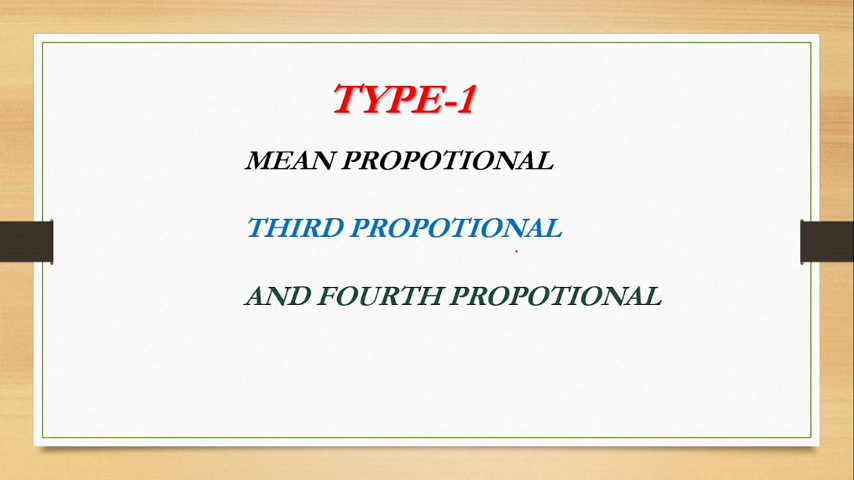 TYPE-1
MEAN PROPOTIONAL
THIRD PROPOTIONAL
AND FOURTH PROPOTIONAL